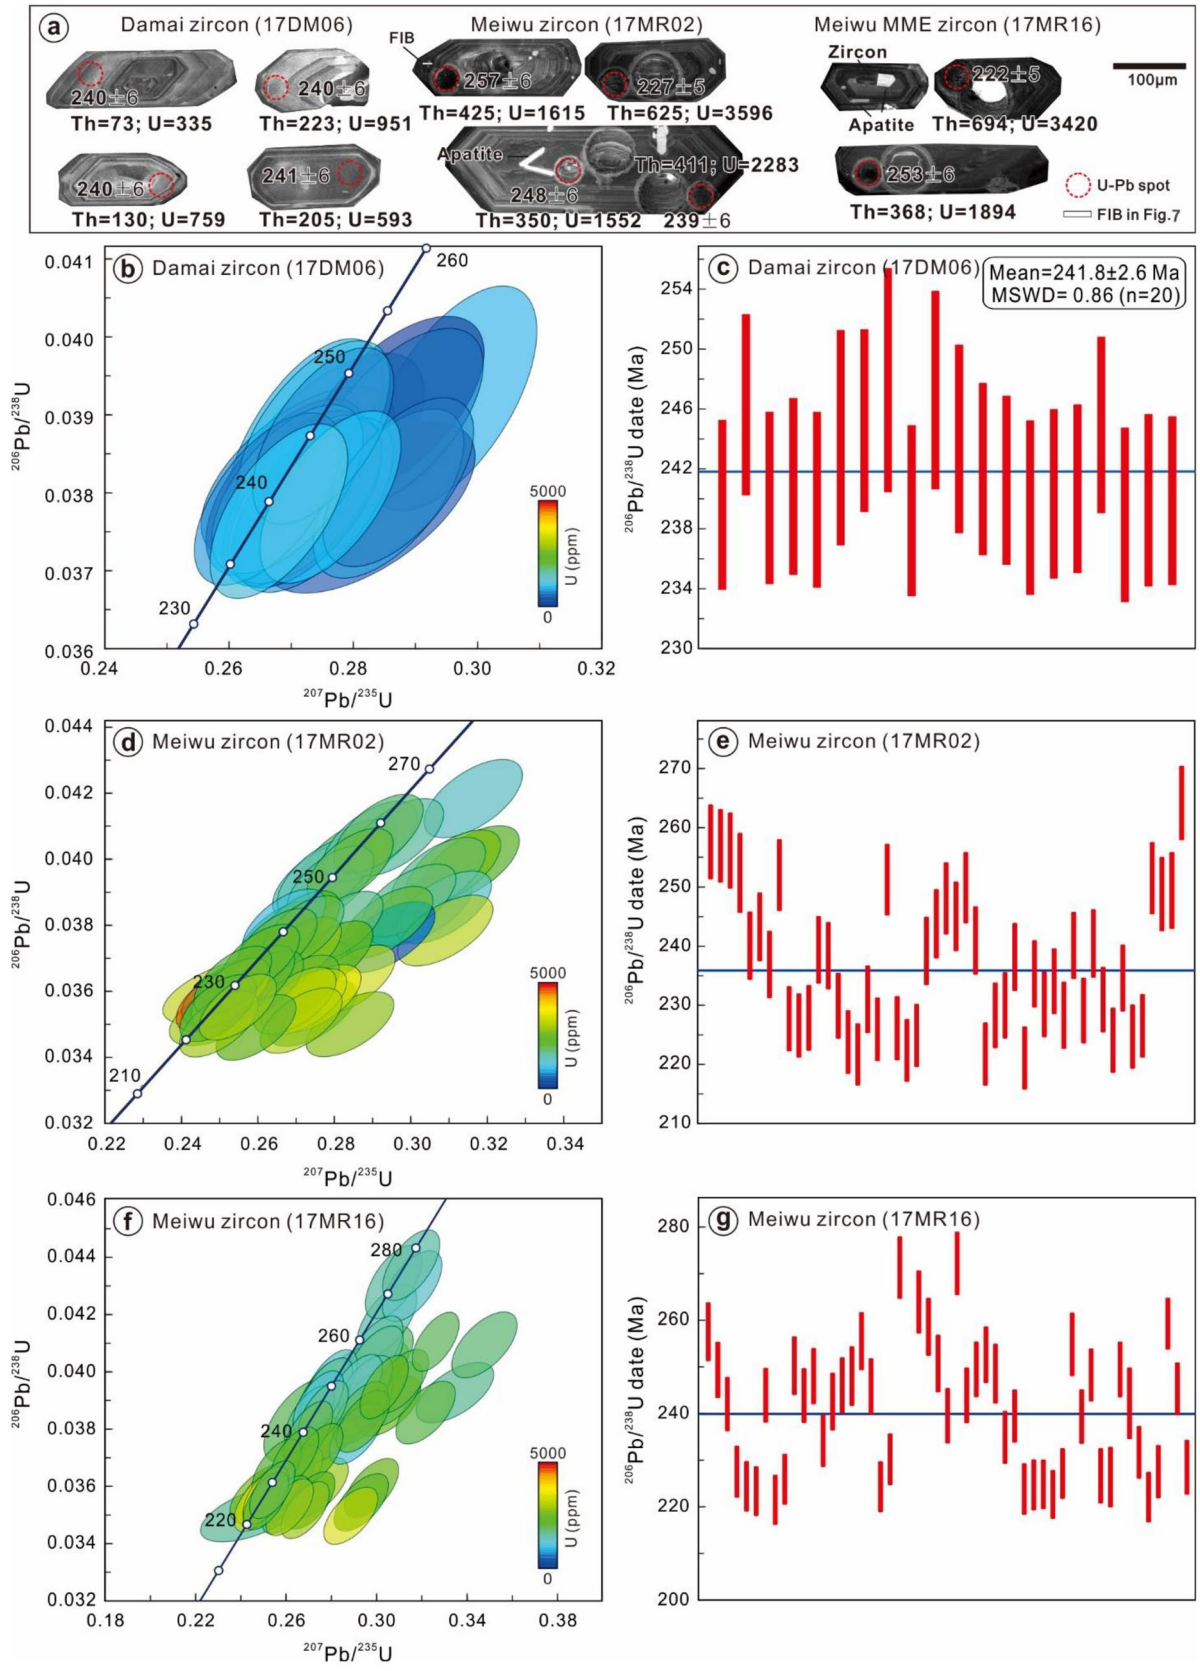 a
Damai zircon (17DM06)
Meiwu zircon (17MR02)
Meiwu MME zircon (17MR16)
FIB
240±6
Th=73; U=335
240±6
Th=223; U=951
257±6
Th=425; U=1615
227±5
Th=625; U=3596
Zircon
Apatite
222±5
Th=694; U=3420
100μm
240±6
Th=130; U=759
241±6
Th=205; U=593
Apatite
Th=411; U=2283
248±6
Th=350; U=1552
239±6
253±6
Th=368; U=1894
U-Pb spot
FIB in Fig.7
b Damai zircon (17DM06)
260
250
240
230
0.041
0.040
0.039
0.038
0.037
0.036
²⁰⁶Pb/²³⁸U
0.24 0.26 0.28 0.30 0.32
²⁰⁷Pb/²³⁵U
5000
U (ppm)
0
c Damai zircon (17DM06)
Mean=241.8±2.6 Ma
MSWD= 0.86 (n=20)
254
250
246
242
238
234
230
²⁰⁶Pb/²³⁸U date (Ma)
d Meiwu zircon (17MR02)
270
250
230
210
0.044
0.042
0.040
0.038
0.036
0.034
0.032
²⁰⁶Pb/²³⁸U
0.22 0.24 0.26 0.28 0.30 0.32 0.34
²⁰⁷Pb/²³⁵U
5000
U (ppm)
0
e Meiwu zircon (17MR02)
270
260
250
240
230
220
210
²⁰⁶Pb/²³⁸U date (Ma)
f Meiwu zircon (17MR16)
280
260
240
220
0.046
0.044
0.042
0.040
0.038
0.036
0.034
0.032
²⁰⁶Pb/²³⁸U
0.18 0.22 0.26 0.30 0.34 0.38
²⁰⁷Pb/²³⁵U
5000
U (ppm)
0
g Meiwu zircon (17MR16)
280
260
240
220
200
²⁰⁶Pb/²³⁸U date (Ma)